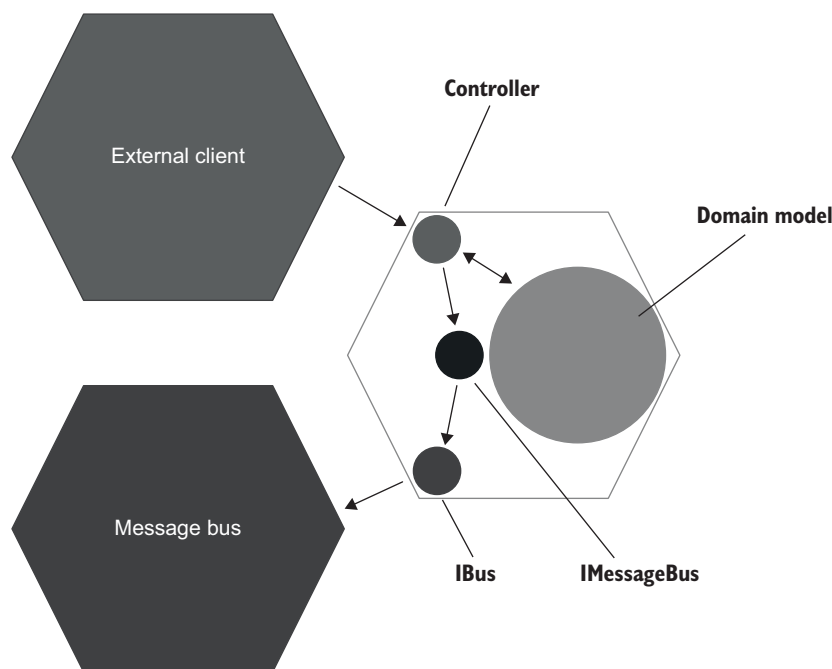 Controller
External client
Domain model
Message bus
IBus
IMessageBus